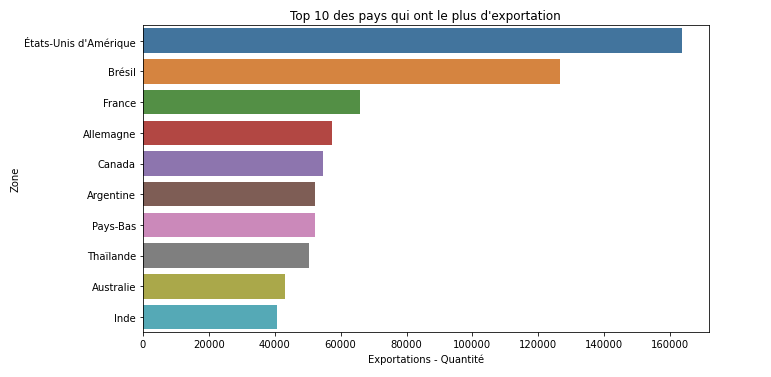 Top 10 des pays qui ont le plus d'exportation
Zone
États-Unis d'Amérique
Brésil
France
Allemagne
Canada
Argentine
Pays-Bas
Thaïlande
Australie
Inde
0 20000 40000 60000 80000 100000 120000 140000 160000
Exportations - Quantité